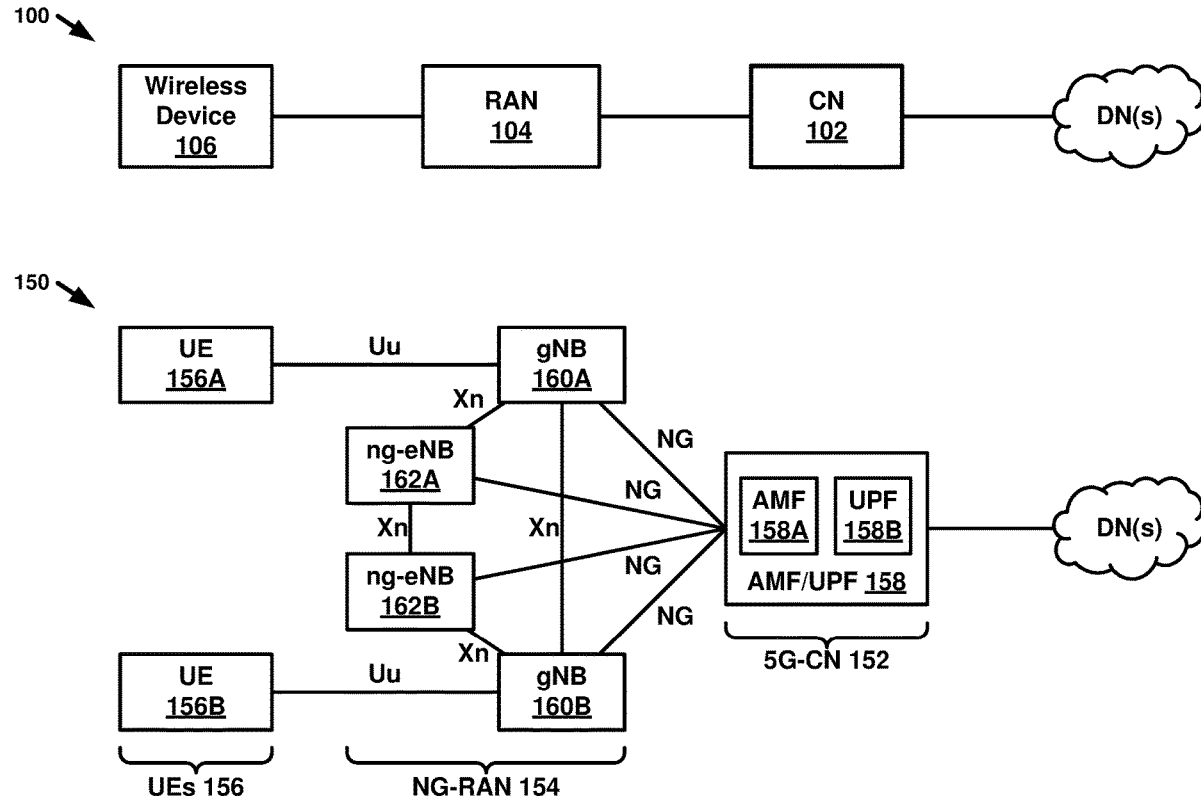 100
Wireless
Device
106
RAN
104
CN
102
DN(s)
150
UE
156A
Uu
gNB
160A
Xn
ng-eNB
162A
NG
NG
Xn
Xn
AMF
158A
UPF
158B
AMF/UPF 158
DN(s)
ng-eNB
162B
NG
NG
Xn
UE
156B
Uu
gNB
160B
5G-CN 152
UEs 156
NG-RAN 154